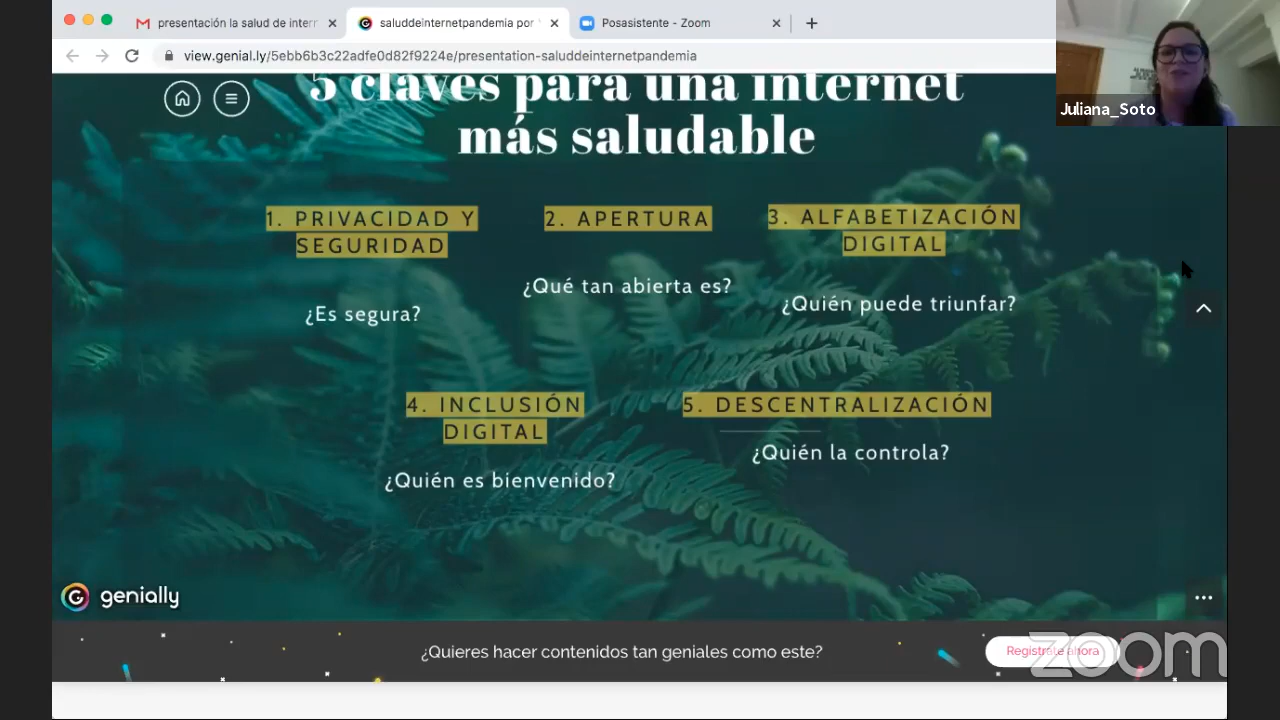 presentación la salud de interr
saluddeinternetpandemia por
Posasistente - Zoom
view.genial.ly/5ebb6b3c22adfe0d82f9224e/presentation-saluddeinternetpandemia
Juliana_Soto
5 claves para una internet
más saludable
1. PRIVACIDAD Y
SEGURIDAD
¿Es segura?
2. APERTURA
¿Qué tan abierta es?
3. ALFABETIZACIÓN
DIGITAL
¿Quién puede triunfar?
4. INCLUSIÓN
DIGITAL
¿Quién es bienvenido?
5. DESCENTRALIZACIÓN
¿Quién la controla?
genially
¿Quieres hacer contenidos tan geniales como este?
Regístrate ahora
zoom